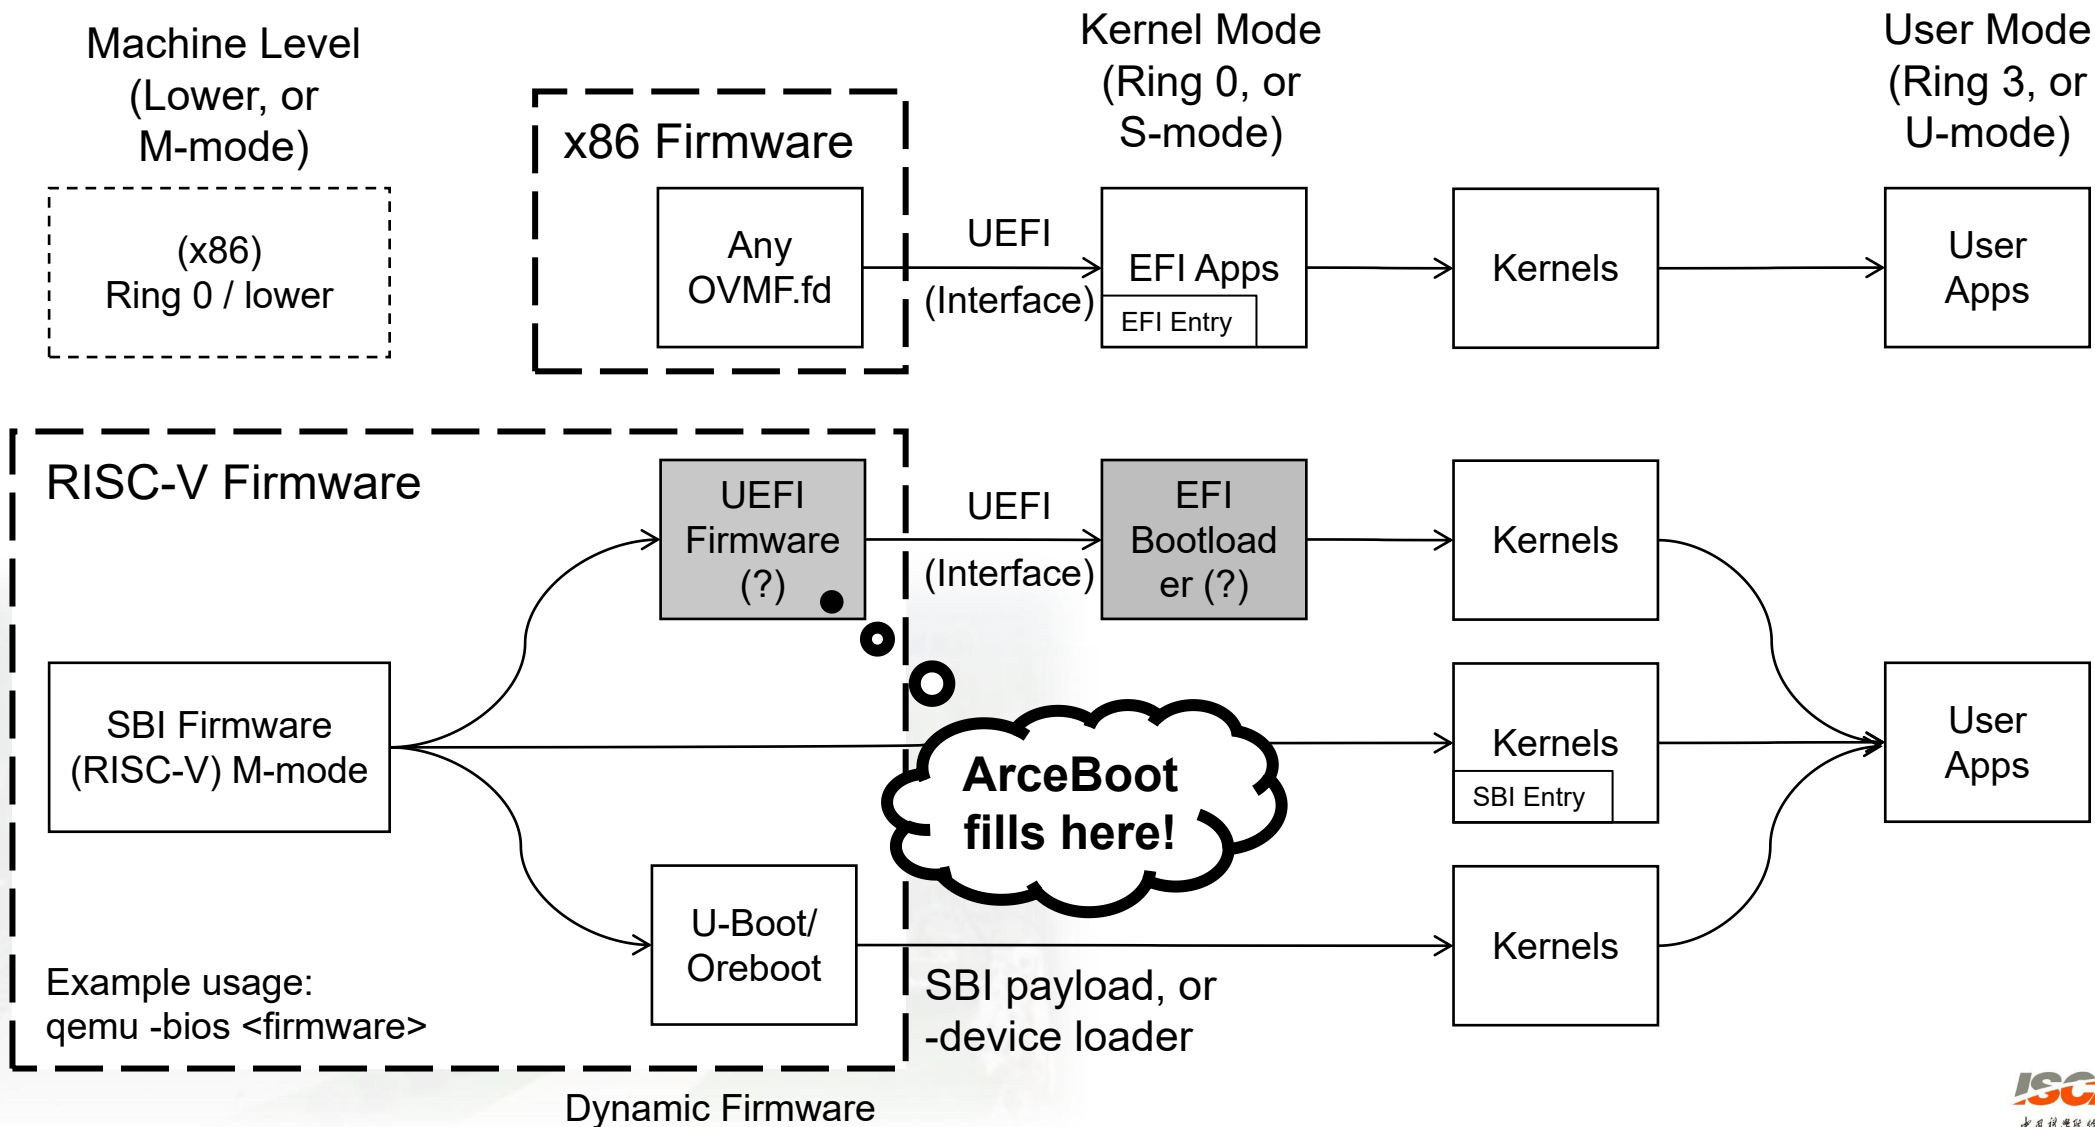 Machine Level
(Lower, or
M-mode)
Kernel Mode
(Ring 0, or
S-mode)
User Mode
(Ring 3, or
U-mode)
x86 Firmware
(x86)
Ring 0 / lower
Any
OVMF.fd
UEFI
(Interface)
EFI Apps
EFI Entry
Kernels
User
Apps
RISC-V Firmware
UEFI
Firmware
(?)
UEFI
(Interface)
EFI
Bootload
er (?)
Kernels
SBI Firmware
(RISC-V) M-mode
ArceBoot
fills here!
Kernels
SBI Entry
User
Apps
U-Boot/
Oreboot
Kernels
Example usage:
qemu -bios <firmware>
SBI payload, or
-device loader
Dynamic Firmware